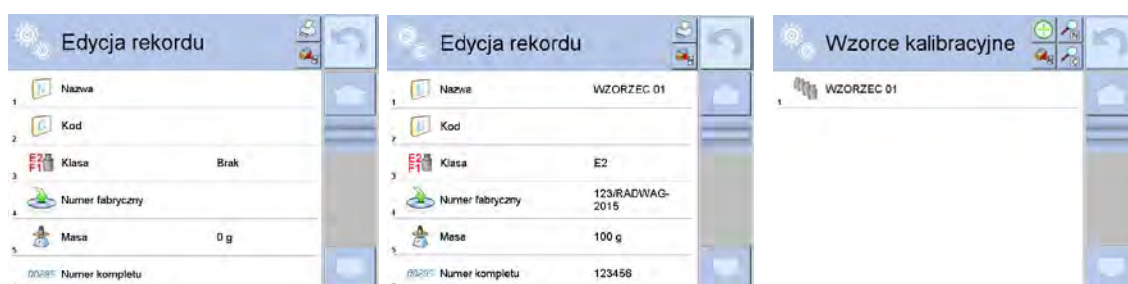 Edycja rekordu
1 Nazwa
2 Kod
3 Klasa Brak
4 Numer fabryczny
5 Masa 0 g
Numer kompletu
Edycja rekordu
1 Nazwa WZORZEC 01
2 Kod
3 Klasa E2
4 Numer fabryczny 123/RADWAG-
2015
5 Masa 100 g
Numer kompletu 123456
Wzorce kalibracyjne
1 WZORZEC 01